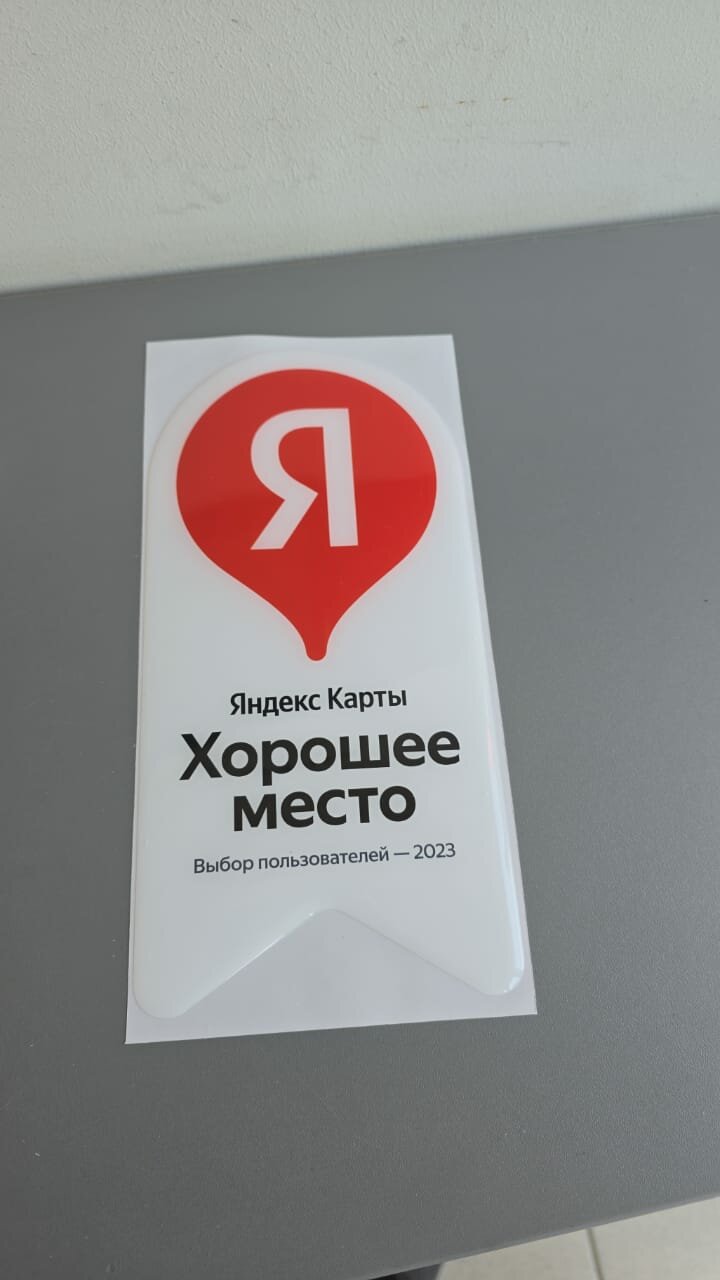 Я
Яндекс Карты
Хорошее
место
Выбор пользователей — 2023